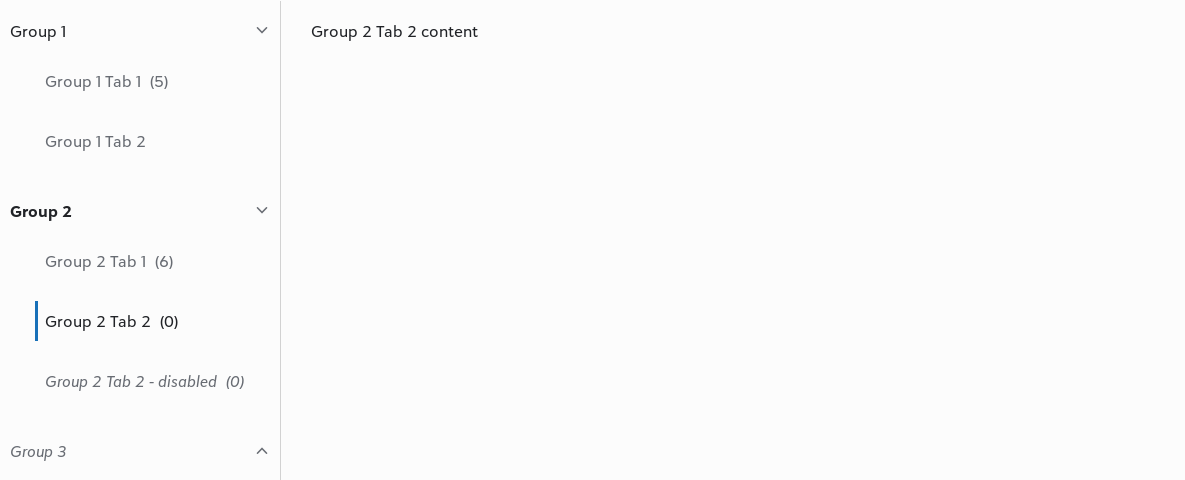 Group 1
Group 1 Tab 1 (5)
Group 1 Tab 2
Group 2
Group 2 Tab 1 (6)
Group 2 Tab 2 (0)
Group 2 Tab 2 - disabled (0)
Group 3
Group 2 Tab 2 content